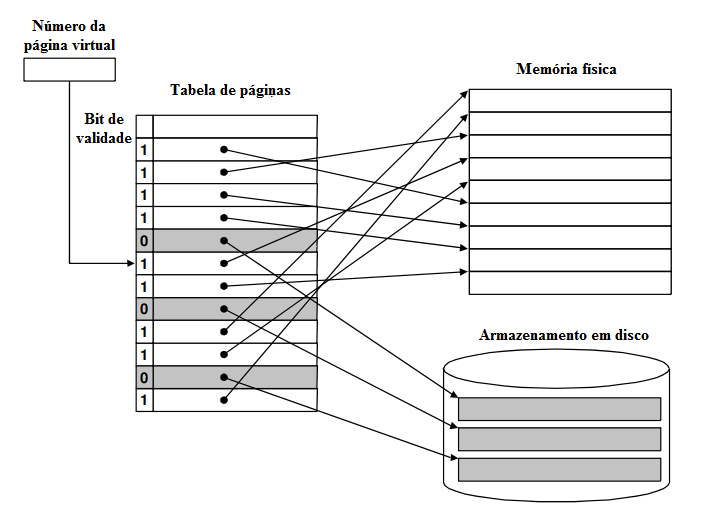 Número da
página virtual
Tabela de páginas
Memória física
Bit de
validade
1
1
1
1
0
1
1
0
1
1
0
1
Armazenamento em disco